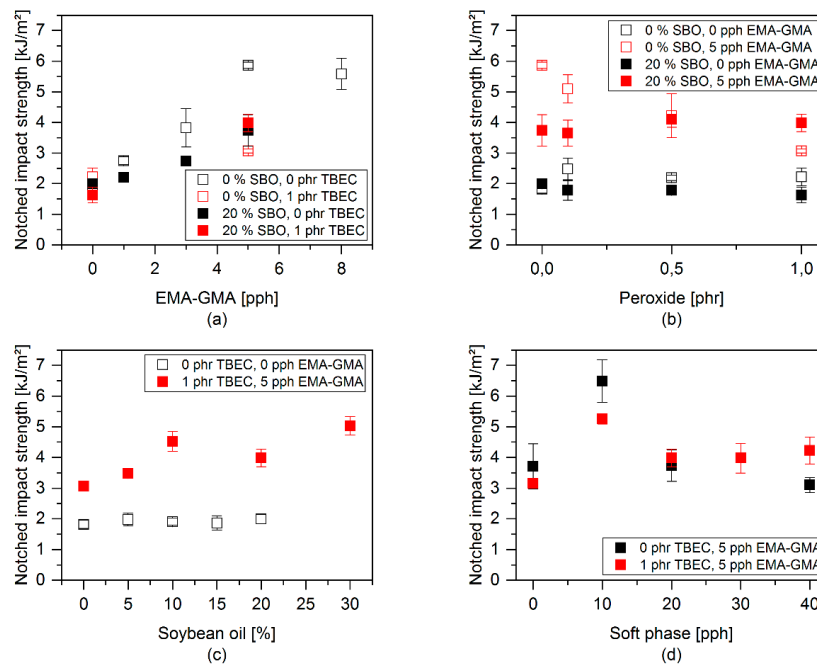 Notched impact strength [kJ/m²]
7
6
5
4
3
2
1
0
0 % SBO, 0 phr TBEC
0 % SBO, 1 phr TBEC
20 % SBO, 0 phr TBEC
20 % SBO, 1 phr TBEC
0 2 4 6 8
EMA-GMA [pph]
(a)
Notched impact strength [kJ/m²]
7
6
5
4
3
2
1
0
0 % SBO, 0 pph EMA-GMA
0 % SBO, 5 pph EMA-GMA
20 % SBO, 0 pph EMA-GMA
20 % SBO, 5 pph EMA-GMA
0,0 0,5 1,0
Peroxide [phr]
(b)
Notched impact strength [kJ/m²]
7
6
5
4
3
2
1
0
0 phr TBEC, 0 pph EMA-GMA
1 phr TBEC, 5 pph EMA-GMA
0 5 10 15 20 25 30
Soybean oil [%]
(c)
Notched impact strength [kJ/m²]
7
6
5
4
3
2
1
0
0 phr TBEC, 5 pph EMA-GMA
1 phr TBEC, 5 pph EMA-GMA
0 10 20 30 40
Soft phase [pph]
(d)